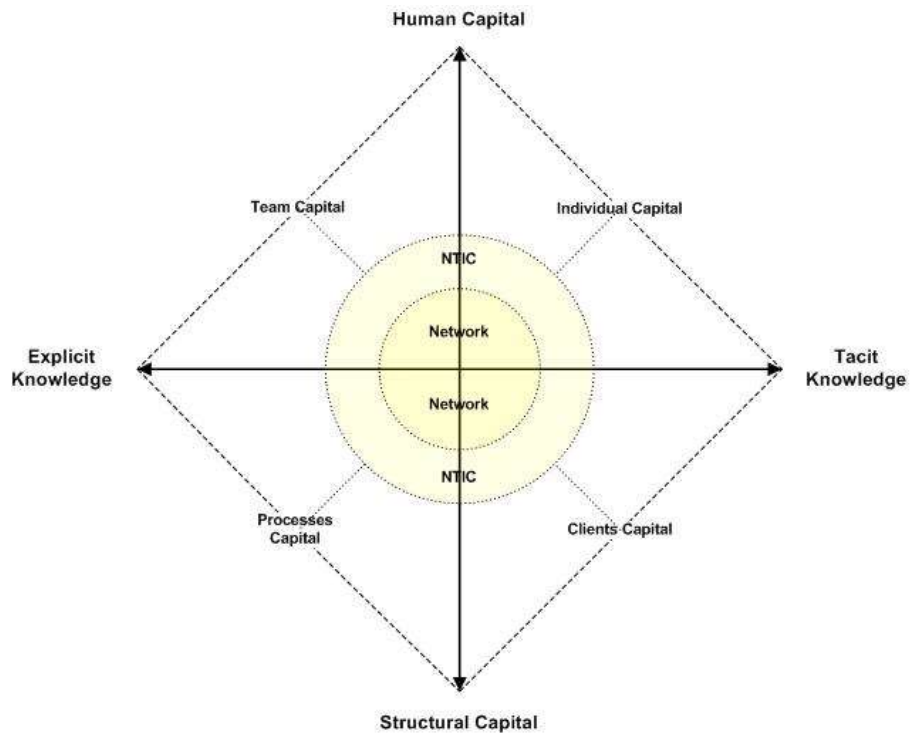 Human Capital
Team Capital
Individual Capital
NTIC
Network
Explicit
Knowledge
Tacit
Knowledge
Network
NTIC
Processes
Capital
Clients Capital
Structural Capital